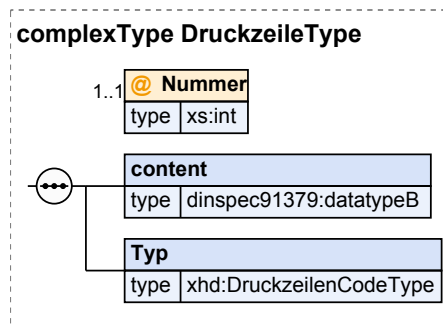 complexType DruckzeileType
1..1 @ Nummer
type xs:int
content
type dinspec91379:datatypeB
Typ
type xhd:DruckzeilenCodeType